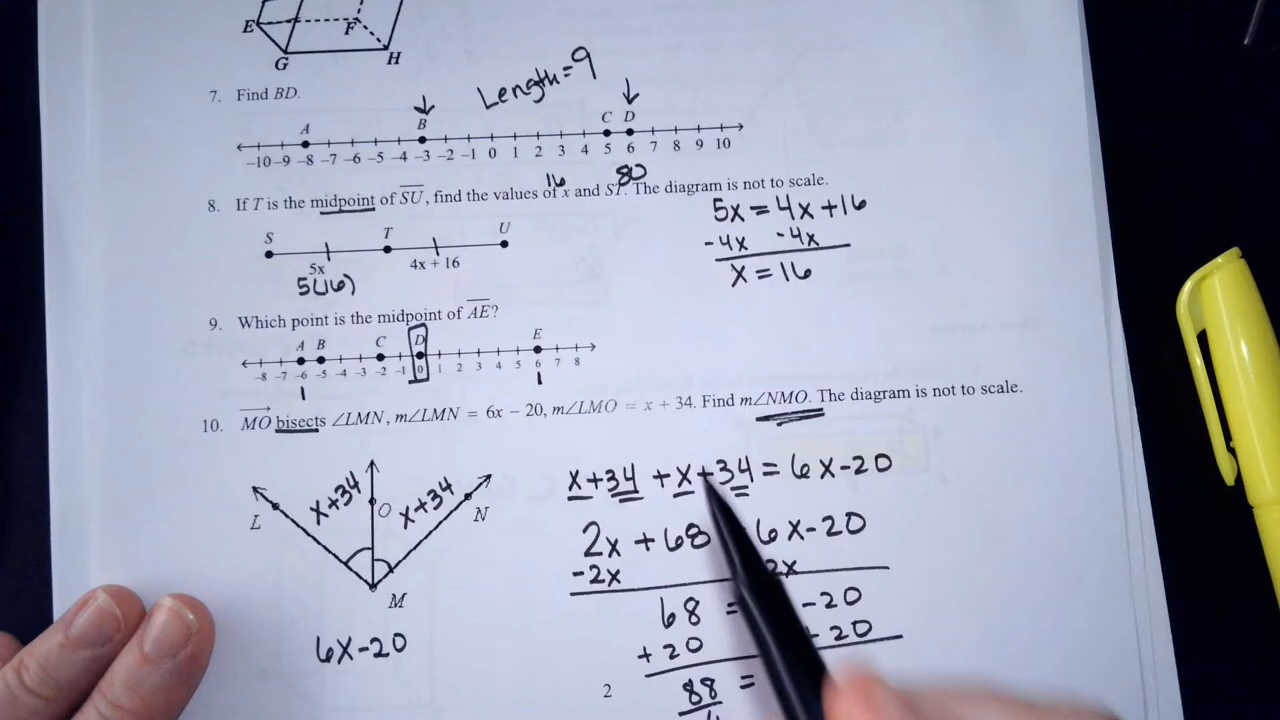 E F
G H
Length=9
7. Find BD.
A B C D
-10 -9 -8 -7 -6 -5 -4 -3 -2 -1 0 1 2 3 4 5 6 7 8 9 10
16 80
8. If T is the midpoint of SU, find the values of x and ST. The diagram is not to scale.
S T U
5x 4x + 16
5(16)
5x = 4x + 16
-4x -4x
x = 16
9. Which point is the midpoint of AE?
A B C D E
-8 -7 -6 -5 -4 -3 -2 -1 0 1 2 3 4 5 6 7 8
10. MO bisects ∠LMN, m∠LMN = 6x − 20, m∠LMO = x + 34. Find m∠NMO. The diagram is not to scale.
L x+34 O x+34 N
M
6x-20
x+34 + x+34 = 6x-20
2x + 68 6x-20
-2x 2x
68 = -20
+20 + 20
88 =
2